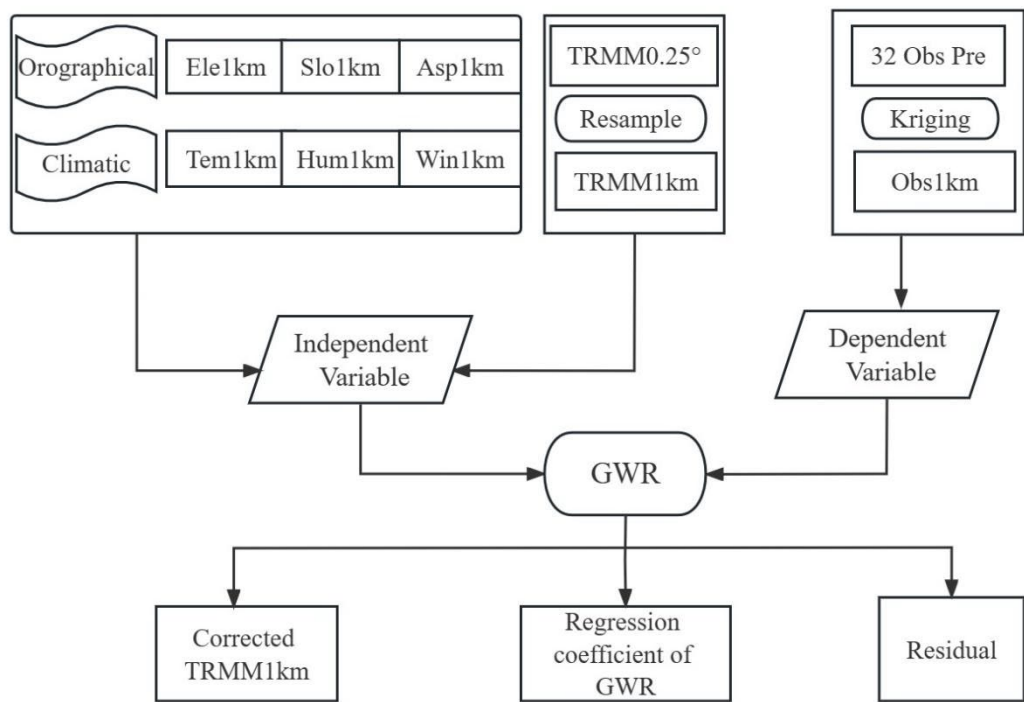 Orographical
Ele1km
Slo1km
Asp1km
Climatic
Tem1km
Hum1km
Win1km
TRMM0.25°
Resample
TRMM1km
32 Obs Pre
Kriging
Obs1km
Independent
Variable
Dependent
Variable
GWR
Corrected
TRMM1km
Regression
coefficient of
GWR
Residual